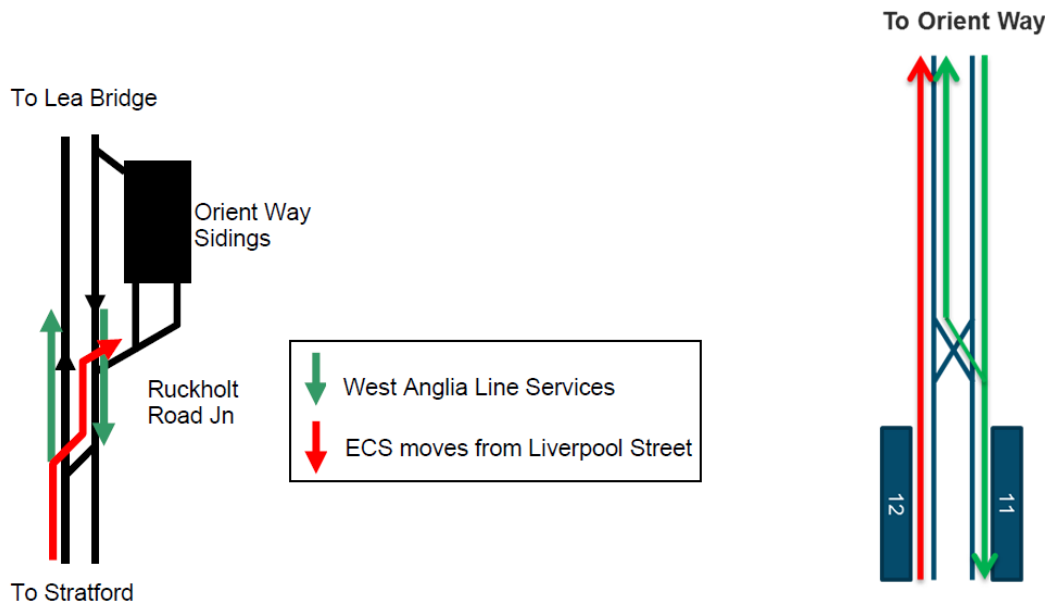 To Orient Way
To Lea Bridge
Orient Way
Sidings
Ruckholt
Road Jn
West Anglia Line Services
ECS moves from Liverpool Street
12
11
To Stratford